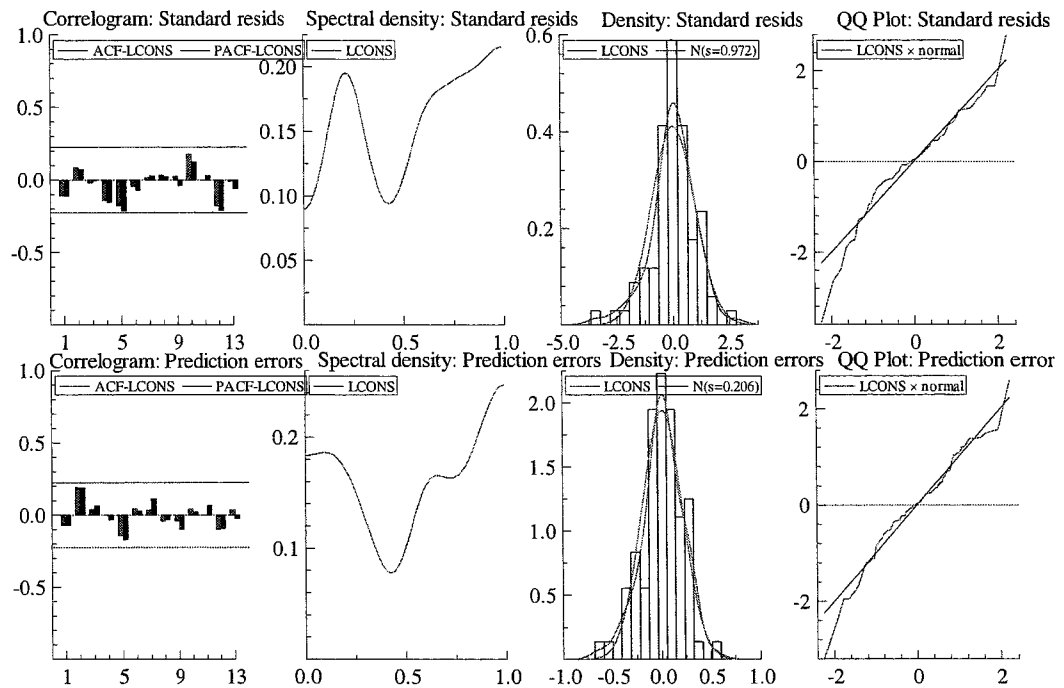 Correlogram: Standard resids
ACF-LCONS PACF-LCONS
1.0
0.5
0.0
-0.5
1 5 9 13
Spectral density: Standard resids
LCONS
0.20
0.15
0.10
0.05
0.0 0.5 1.0
Density: Standard resids
LCONS N(s=0.972)
0.6
0.4
0.2
-5.0 -2.5 0.0 2.5
QQ Plot: Standard resids
LCONS × normal
2
0
-2
-2 0 2
Correlogram: Prediction errors
ACF-LCONS PACF-LCONS
1.0
0.5
0.0
-0.5
1 5 9 13
Spectral density: Prediction errors
LCONS
0.2
0.1
0.0 0.5 1.0
Density: Prediction errors
LCONS N(s=0.206)
2.0
1.5
1.0
0.5
-1.0 -0.5 0.0 0.5 1.0
QQ Plot: Prediction error
LCONS × normal
2
0
-2
-2 0 2